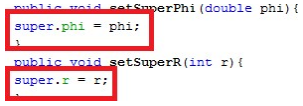 public void setSuperPhi(double phi){
super.phi = phi;
}
public void setSuperR(int r){
super.r = r;
}